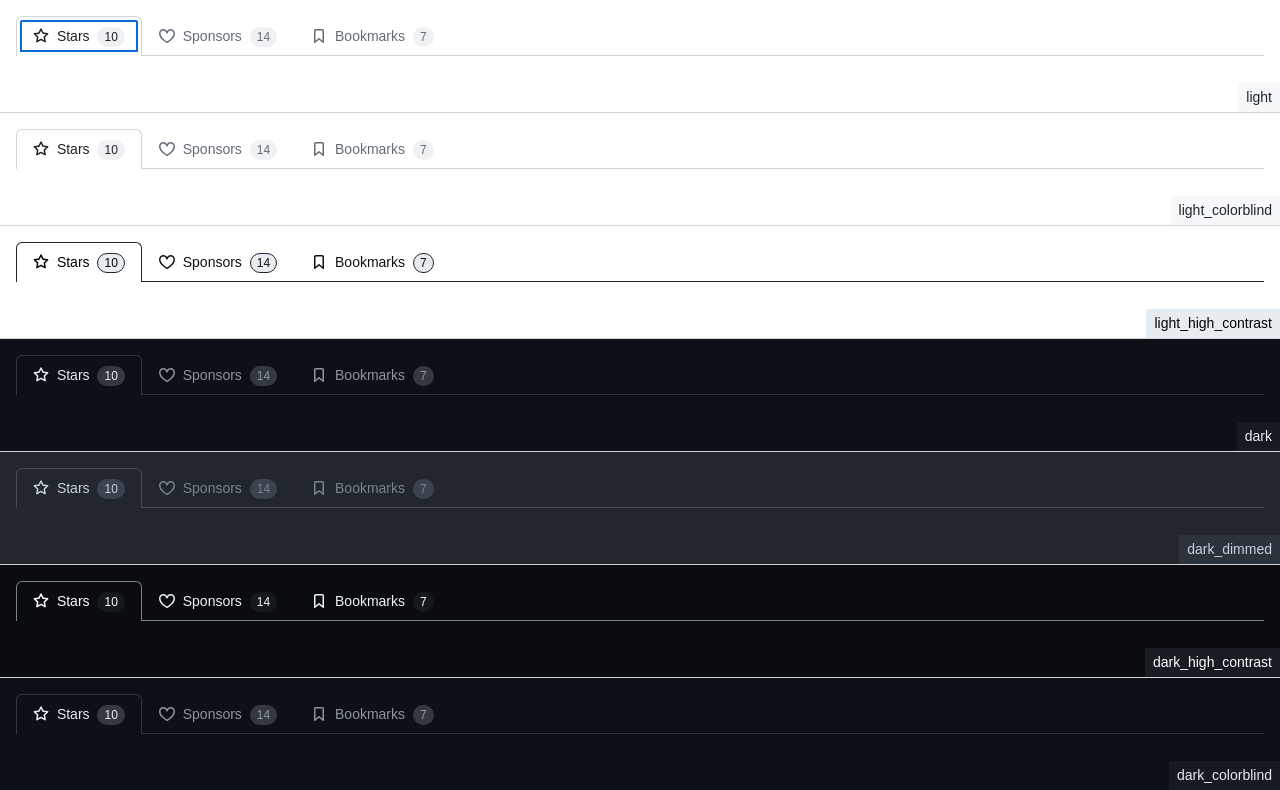 Stars 10 Sponsors 14 Bookmarks 7
light
Stars 10 Sponsors 14 Bookmarks 7
light_colorblind
Stars 10 Sponsors 14 Bookmarks 7
light_high_contrast
Stars 10 Sponsors 14 Bookmarks 7
dark
Stars 10 Sponsors 14 Bookmarks 7
dark_dimmed
Stars 10 Sponsors 14 Bookmarks 7
dark_high_contrast
Stars 10 Sponsors 14 Bookmarks 7
dark_colorblind